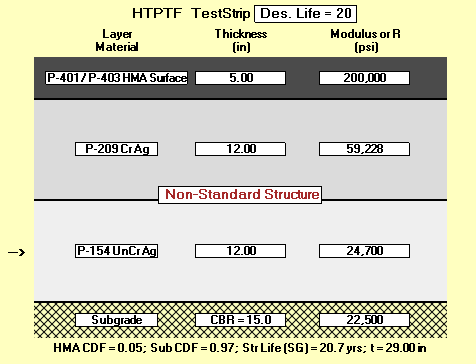 HTPTF TestStrip Des. Life = 20
Layer Material Thickness (in) Modulus or R (psi)
P-401/ P-403 HMA Surface 5.00 200,000
P-209 CrAg 12.00 59,228
Non-Standard Structure
--> P-154 UnCrAg 12.00 24,700
Subgrade CBR = 15.0 22,500
HMA CDF = 0.05; Sub CDF = 0.97; Str Life (SG) = 20.7 yrs; t = 29.00 in